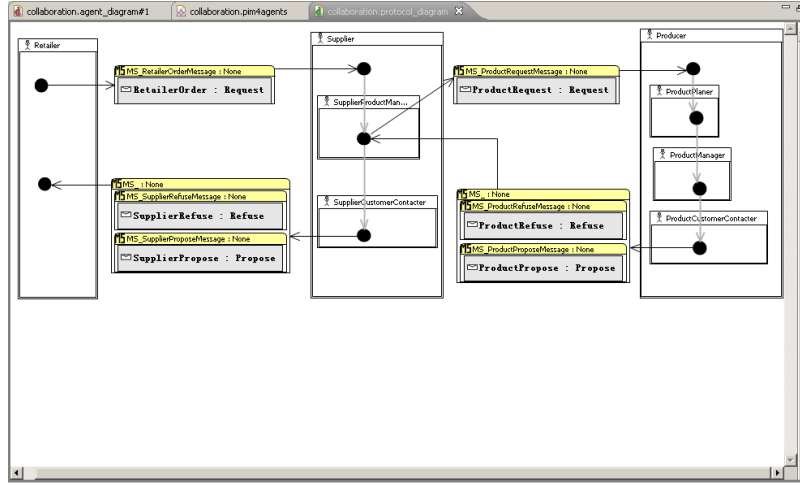 collaboration.agent_diagram#1
collaboration.pim4agents
collaboration.protocol_diagram
Retailer
MS_RetailerOrderMessage : None
RetailerOrder : Request
Supplier
SupplierProductMan...
SupplierCustomerContacter
MS_ProductRequestMessage : None
ProductRequest : Request
Producer
ProductPlaner
ProductManager
ProductCustomerContacter
MS_ : None
MS_SupplierRefuseMessage : None
SupplierRefuse : Refuse
MS_SupplierProposeMessage : None
SupplierPropose : Propose
MS_ : None
MS_ProductRefuseMessage : None
ProductRefuse : Refuse
MS_ProductProposeMessage : None
ProductPropose : Propose